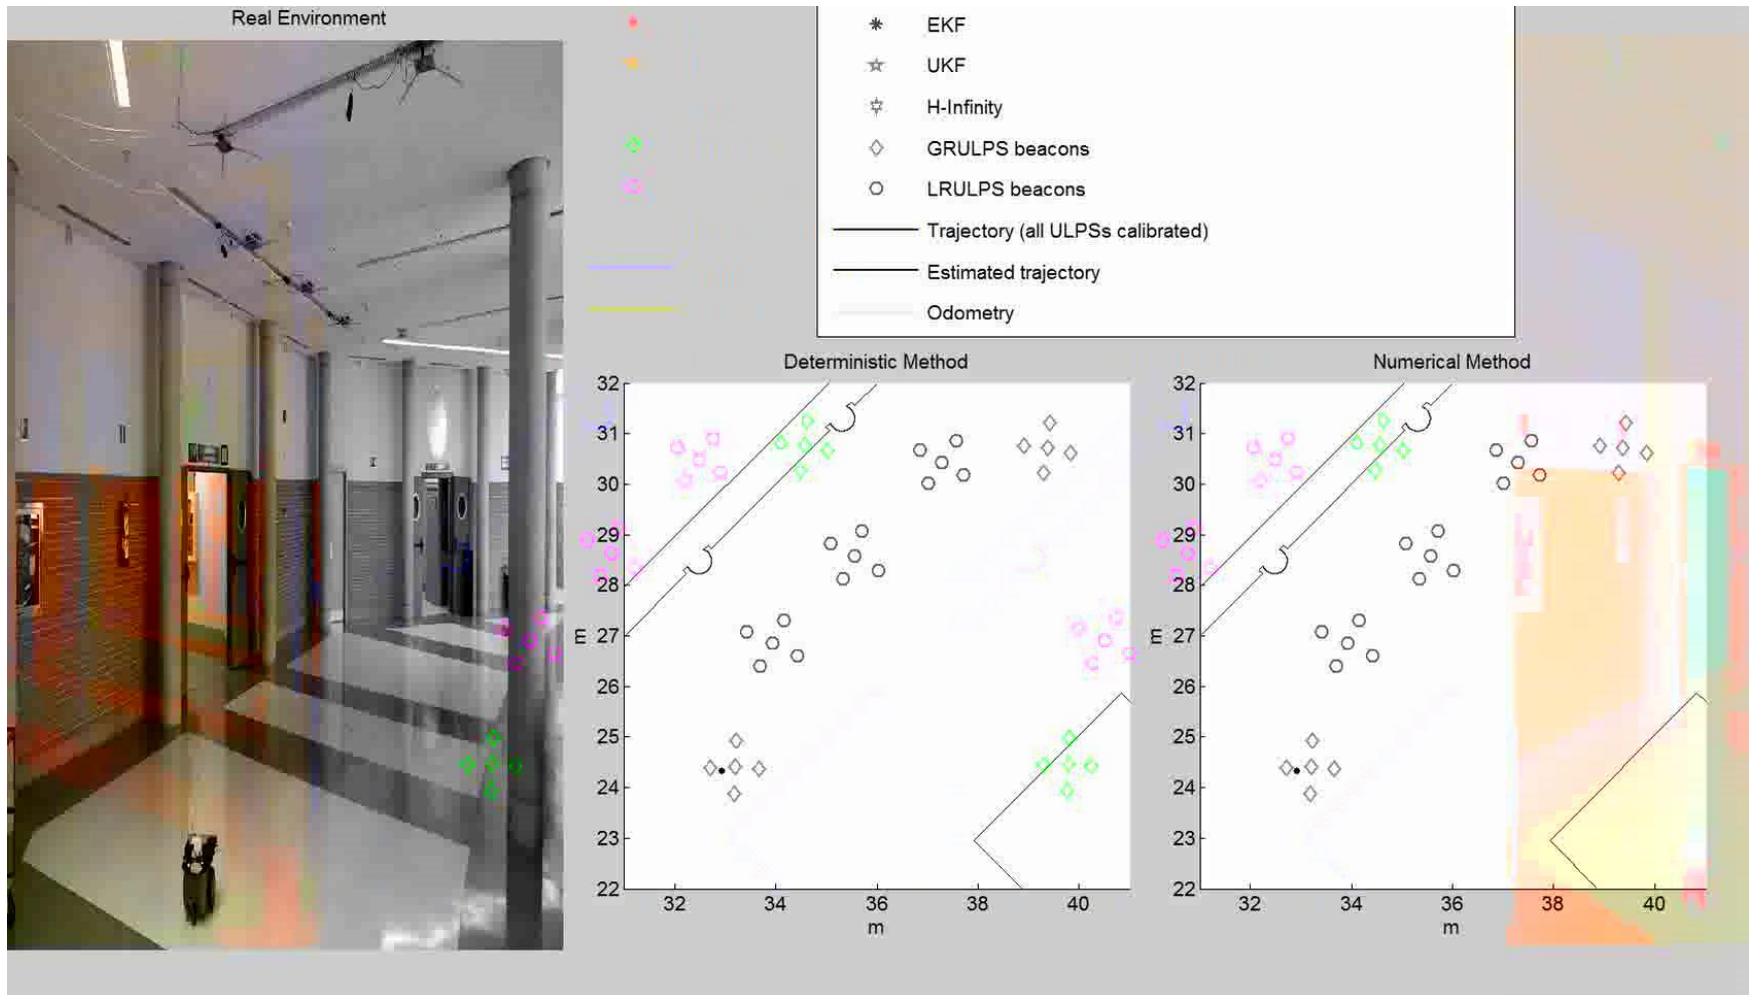 Real Environment
EKF
UKF
H-Infinity
GRULPS beacons
LRULPS beacons
Trajectory (all ULPSs calibrated)
Estimated trajectory
Odometry
Deterministic Method
32
31
30
29
28
27
26
25
24
23
22
m
32
34
36
38
40
m
Numerical Method
32
31
30
29
28
27
26
25
24
23
22
m
32
34
36
38
40
m